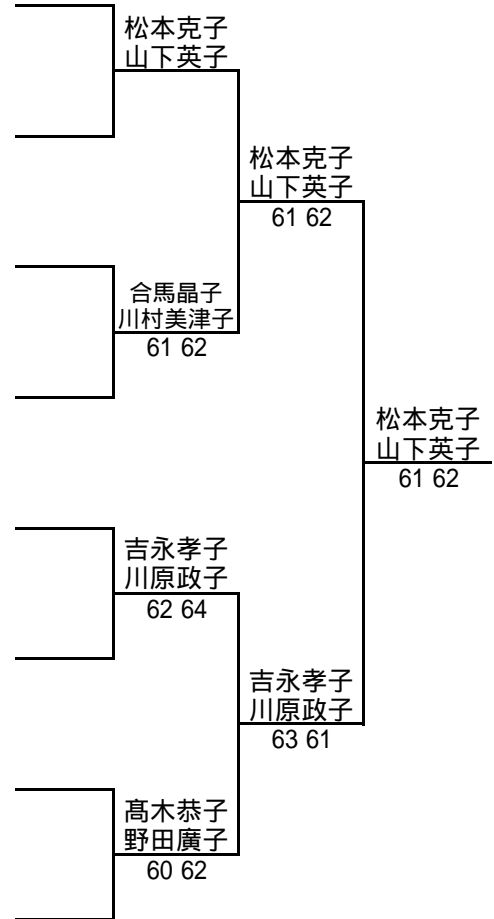 松本克子
山下英子
松本克子
山下英子
61 62
合馬晶子
川村美津子
61 62
松本克子
山下英子
61 62
吉永孝子
川原政子
62 64
吉永孝子
川原政子
63 61
髙木恭子
野田廣子
60 62